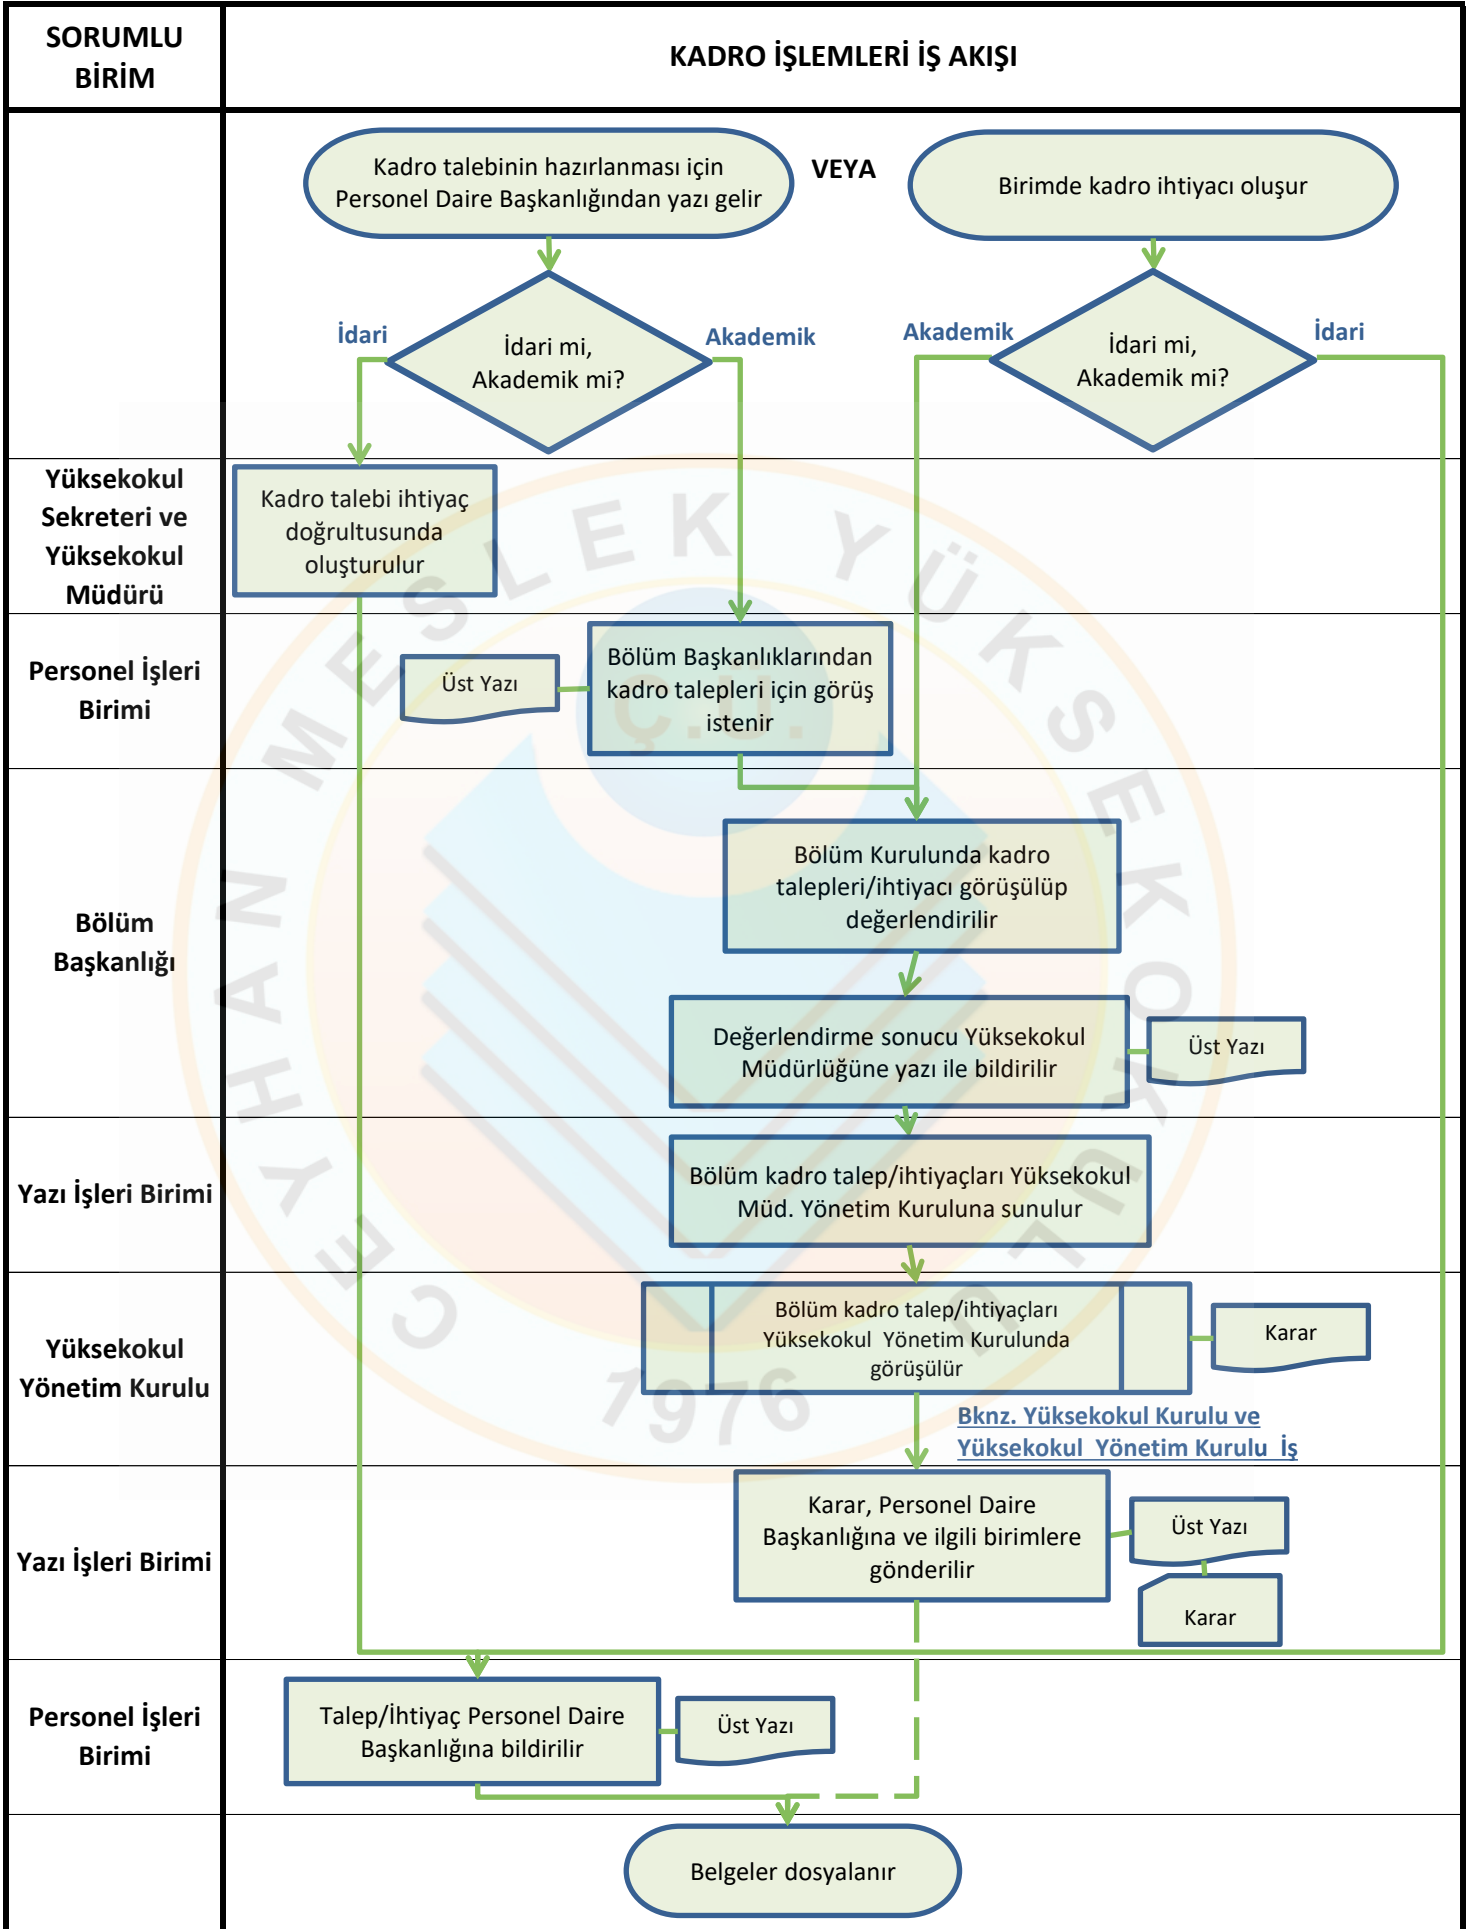 SORUMLU
BİRİM
KADRO İŞLEMLERİ İŞ AKIŞI
Kadro talebinin hazırlanması için
Personel Daire Başkanlığından yazı gelir
VEYA
Birimde kadro ihtiyacı oluşur
İdari
İdari mi,
Akademik mi?
Akademik
Akademik
İdari mi,
Akademik mi?
İdari
Yüksekokul
Sekreteri ve
Yüksekokul
Müdürü
Kadro talebi ihtiyaç
doğrultusunda
oluşturulur
Personel İşleri
Birimi
Üst Yazı
Bölüm Başkanlıklarından
kadro talepleri için görüş
istenir
Bölüm
Başkanlığı
Bölüm Kurulunda kadro
talepleri/ihtiyacı görüşülüp
değerlendirilir
Değerlendirme sonucu Yüksekokul
Müdürlüğüne yazı ile bildirilir
Üst Yazı
Yazı İşleri Birimi
Bölüm kadro talep/ihtiyaçları Yüksekokul
Müd. Yönetim Kuruluna sunulur
Yüksekokul
Yönetim Kurulu
Bölüm kadro talep/ihtiyaçları
Yüksekokul  Yönetim Kurulunda
görüşülür
Karar
Bknz. Yüksekokul Kurulu ve
Yüksekokul  Yönetim Kurulu  İş
Yazı İşleri Birimi
Karar, Personel Daire
Başkanlığına ve ilgili birimlere
gönderilir
Üst Yazı
Karar
Personel İşleri
Birimi
Talep/İhtiyaç Personel Daire
Başkanlığına bildirilir
Üst Yazı
Belgeler dosyalanır
CEYHAN MESLEK YÜKSEKOKULU
Ç.Ü.
1976